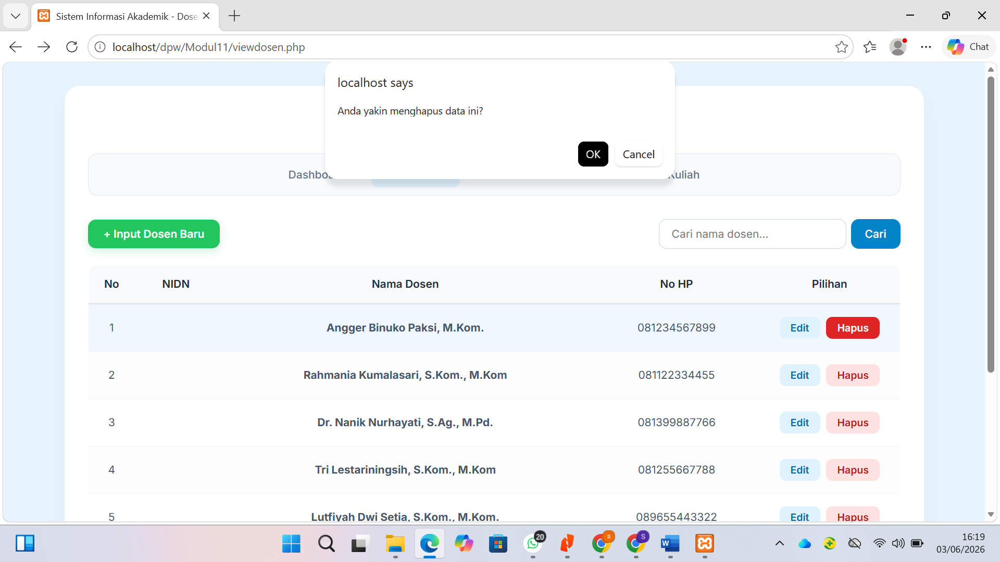 Sistem Informasi Akademik - Dose
localhost/dpw/Modul11/viewdosen.php
Chat
localhost says
Anda yakin menghapus data ini?
OK
Cancel
Dashbo
Kuliah
+ Input Dosen Baru
Cari nama dosen...
Cari
No NIDN Nama Dosen No HP Pilihan
1 Angger Binuko Paksi, M.Kom. 081234567899 Edit Hapus
2 Rahmania Kumalasari, S.Kom., M.Kom 081122334455 Edit Hapus
3 Dr. Nanik Nurhayati, S.Ag., M.Pd. 081399887766 Edit Hapus
4 Tri Lestariningsih, S.Kom., M.Kom 081255667788 Edit Hapus
5 Lutfiyah Dwi Setia, S.Kom., M.Kom. 089655443322 Edit Hapus
20
S
S
W
16:19
03/06/2026